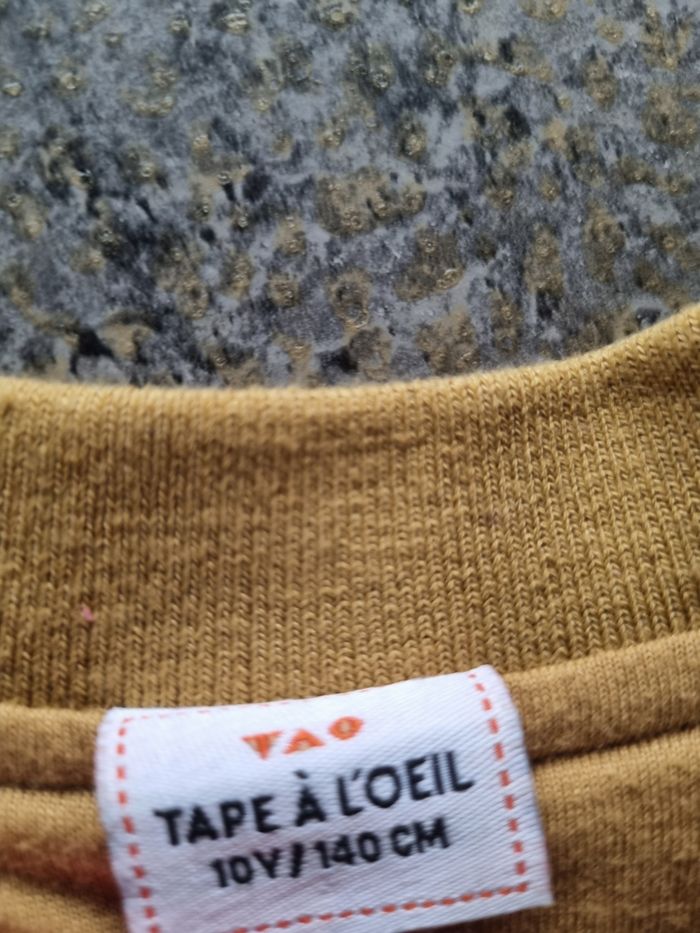 TAO
TAPE À L'OEIL
10Y/140 CM